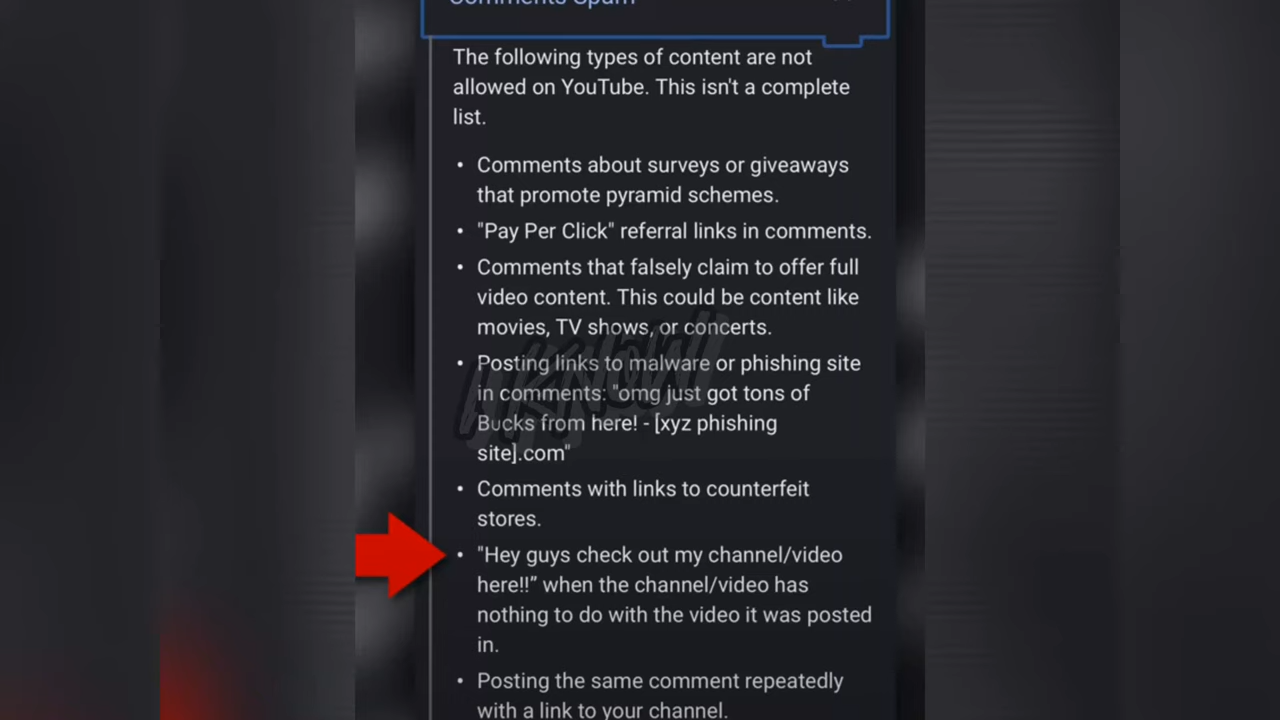 Comments Spam
The following types of content are not
allowed on YouTube. This isn't a complete
list.
• Comments about surveys or giveaways
that promote pyramid schemes.
• "Pay Per Click" referral links in comments.
• Comments that falsely claim to offer full
video content. This could be content like
movies, TV shows, or concerts.
• Posting links to malware or phishing site
in comments: "omg just got tons of
Bucks from here! - [xyz phishing
site].com"
• Comments with links to counterfeit
stores.
• "Hey guys check out my channel/video
here!!” when the channel/video has
nothing to do with the video it was posted
in.
• Posting the same comment repeatedly
with a link to your channel.